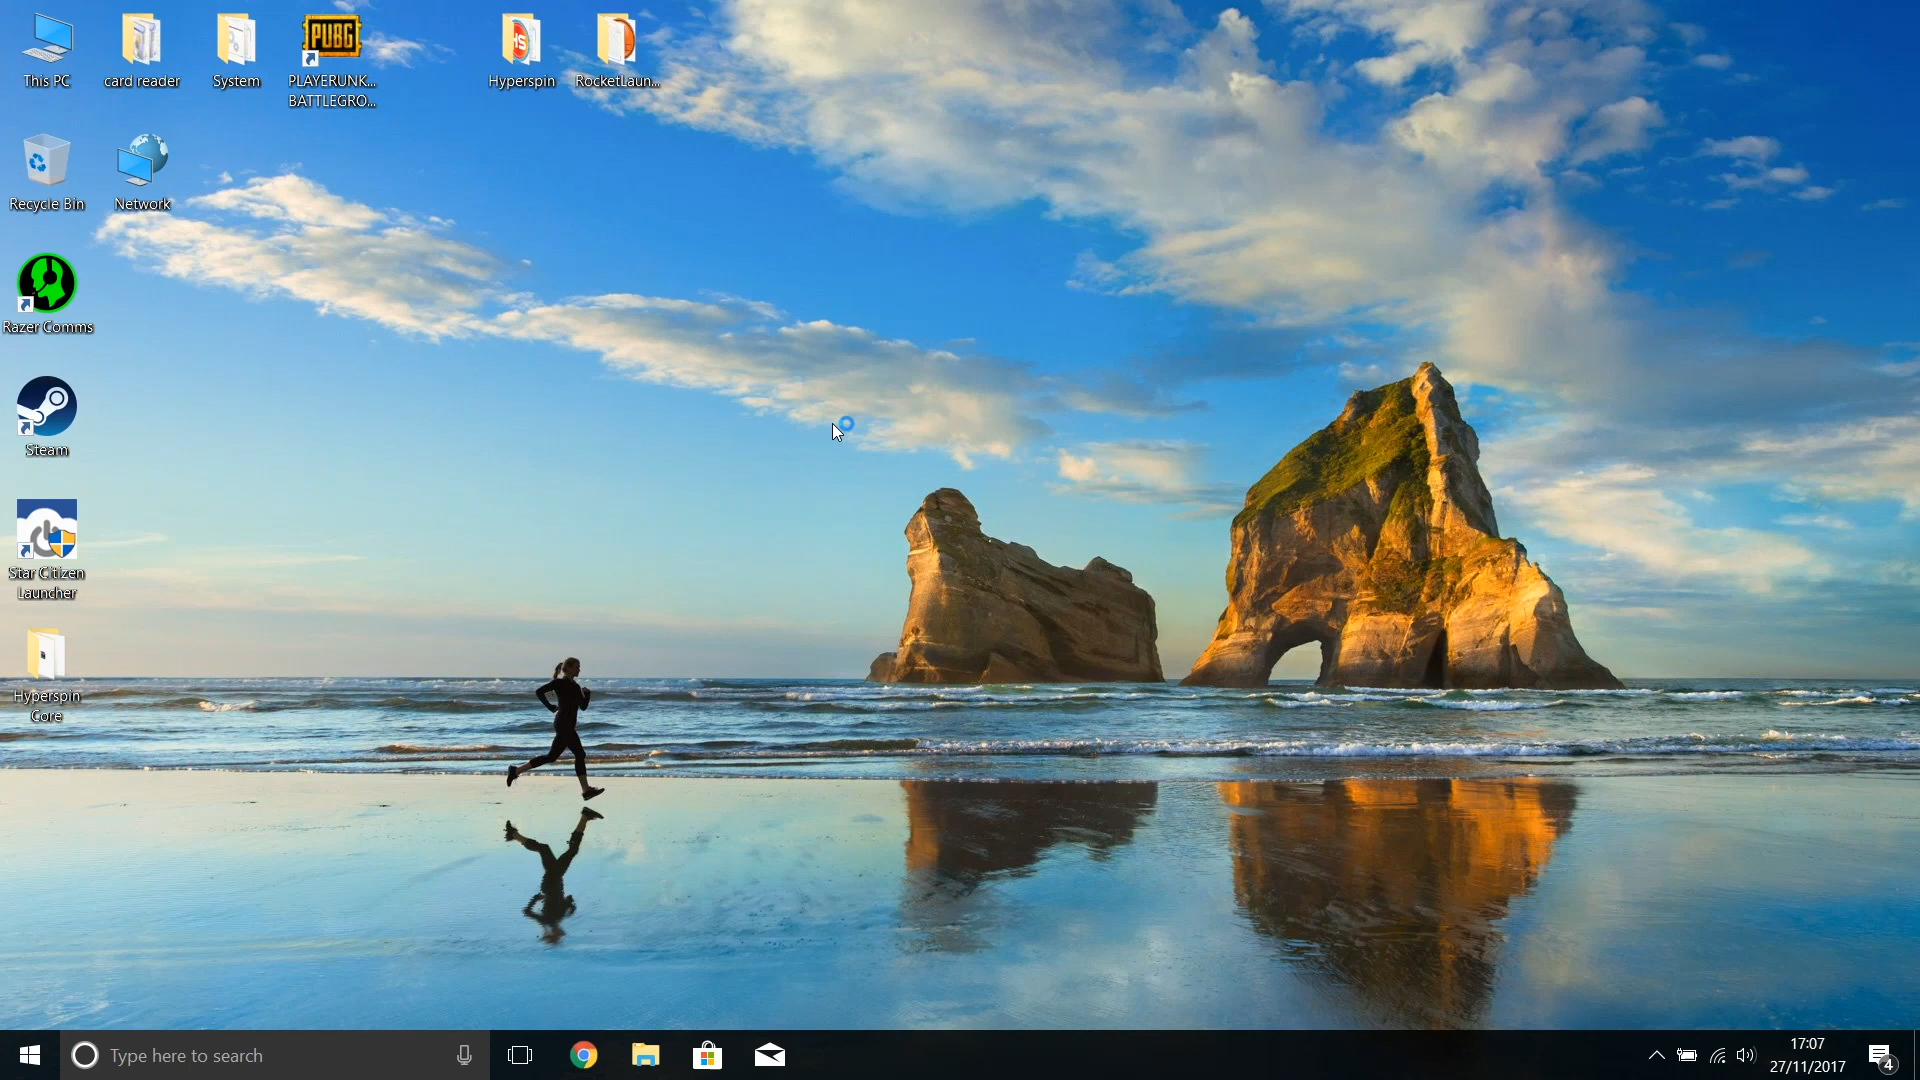 This PC
card reader
System
PUBG
PLAYERUNK...
BATTLEGRO...
HS
Hyperspin
RocketLaun...
Recycle Bin
Network
Razer Comms
Steam
Star Citizen
Launcher
Hyperspin
Core
Type here to search
17:07
27/11/2017
4